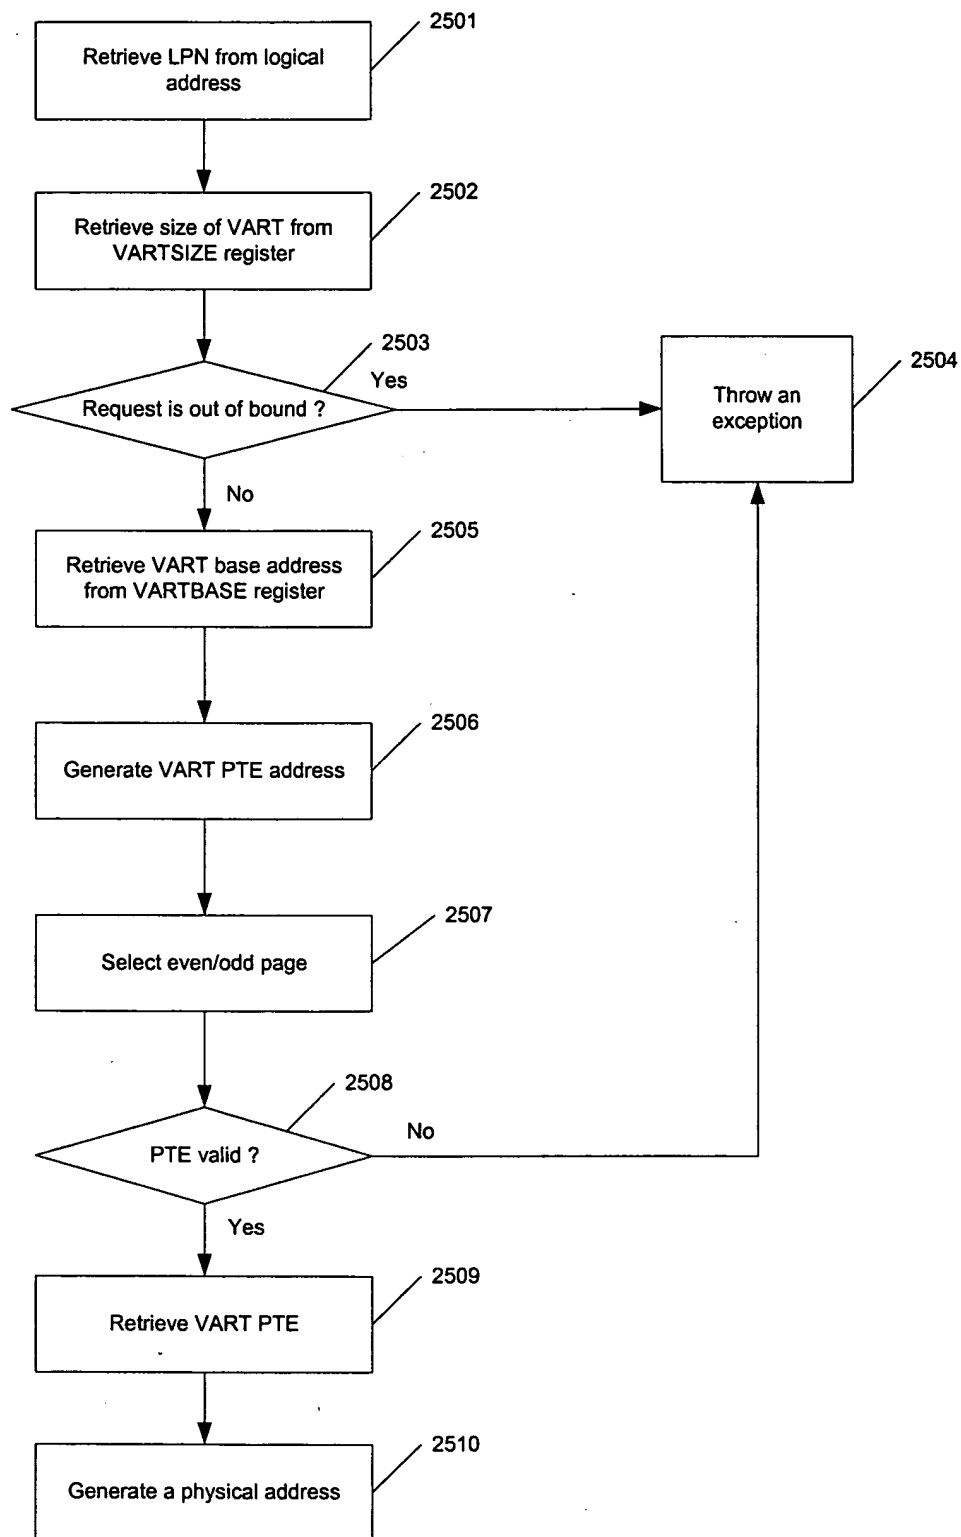 2501
Retrieve LPN from logical
address
2502
Retrieve size of VART from
VARTSIZE register
2503
Yes
Request is out of bound ?
2504
Throw an
exception
No
2505
Retrieve VART base address
from VARTBASE register
2506
Generate VART PTE address
2507
Select even/odd page
2508
No
PTE valid ?
Yes
2509
Retrieve VART PTE
2510
Generate a physical address